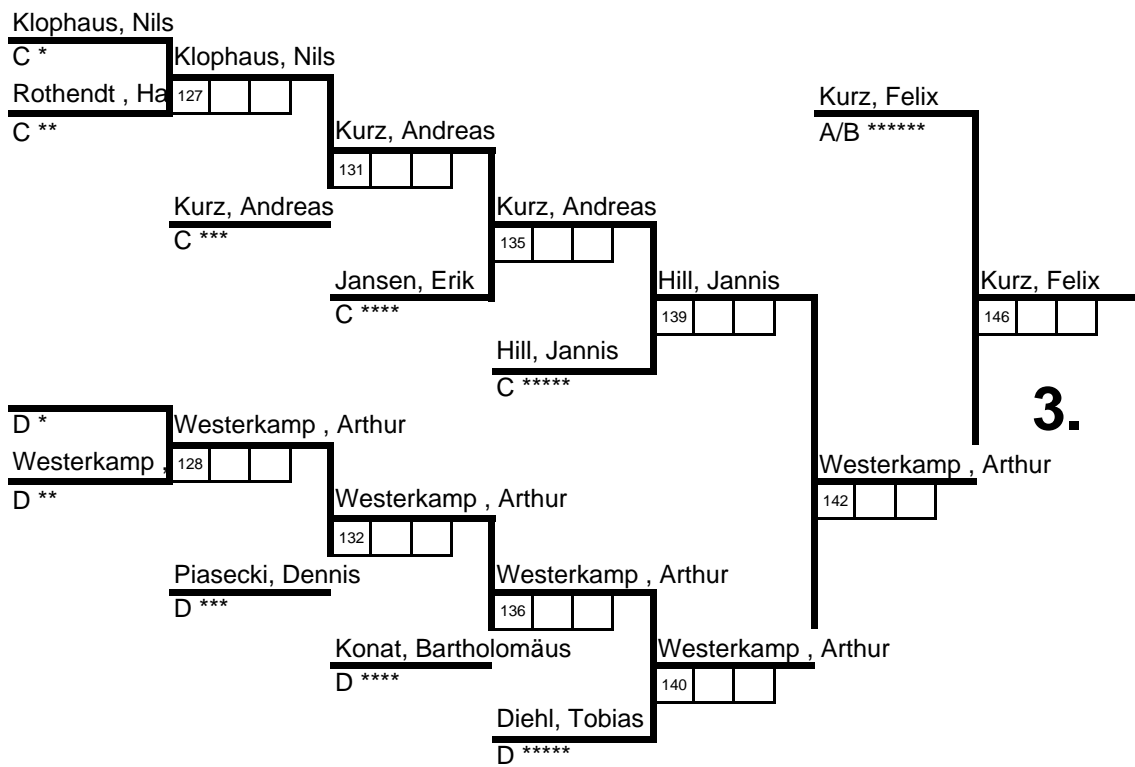 Klophaus, Nils
C *
Klophaus, Nils
Rothendt , Ha
127
Kurz, Felix
C **
A/B ******
Kurz, Andreas
131
Kurz, Andreas
Kurz, Andreas
C ***
135
Jansen, Erik
Hill, Jannis
Kurz, Felix
C ****
139
146
Hill, Jannis
C *****
3.
D *
Westerkamp , Arthur
Westerkamp ,
128
Westerkamp , Arthur
D **
142
Westerkamp , Arthur
132
Piasecki, Dennis
Westerkamp , Arthur
D ***
136
Konat, Bartholomäus
Westerkamp , Arthur
D ****
140
Diehl, Tobias
D *****